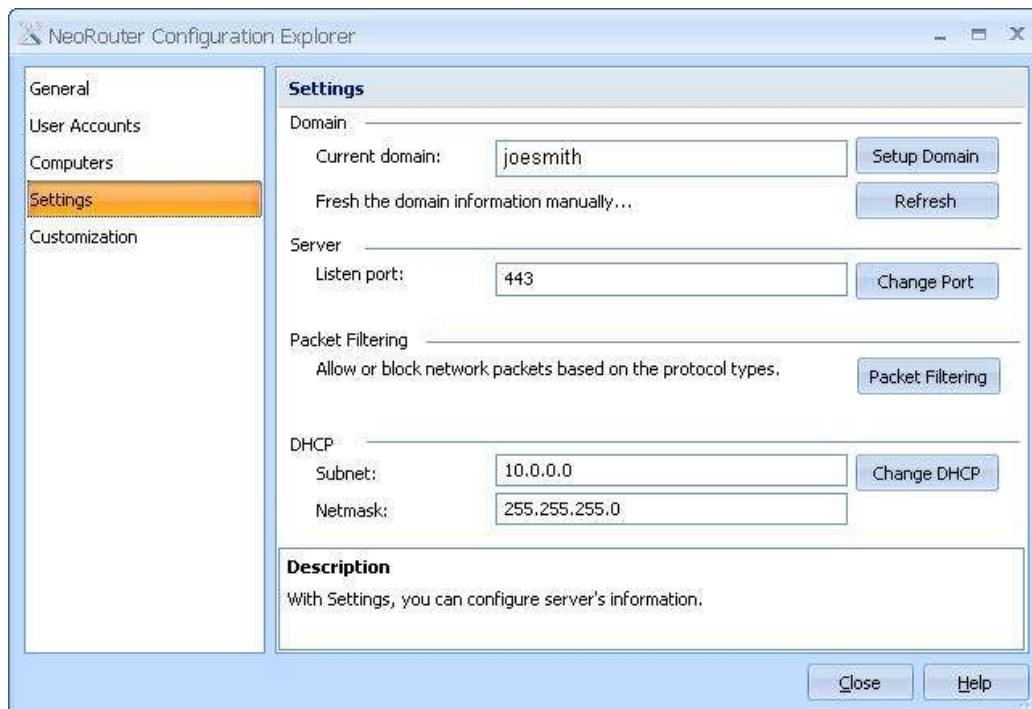 NeoRouter Configuration Explorer
General
User Accounts
Computers
Settings
Customization
Settings
Domain
Current domain: joesmith Setup Domain
Fresh the domain information manually... Refresh
Server
Listen port: 443 Change Port
Packet Filtering
Allow or block network packets based on the protocol types. Packet Filtering
DHCP
Subnet: 10.0.0.0 Change DHCP
Netmask: 255.255.255.0
Description
With Settings, you can configure server's information.
Close Help